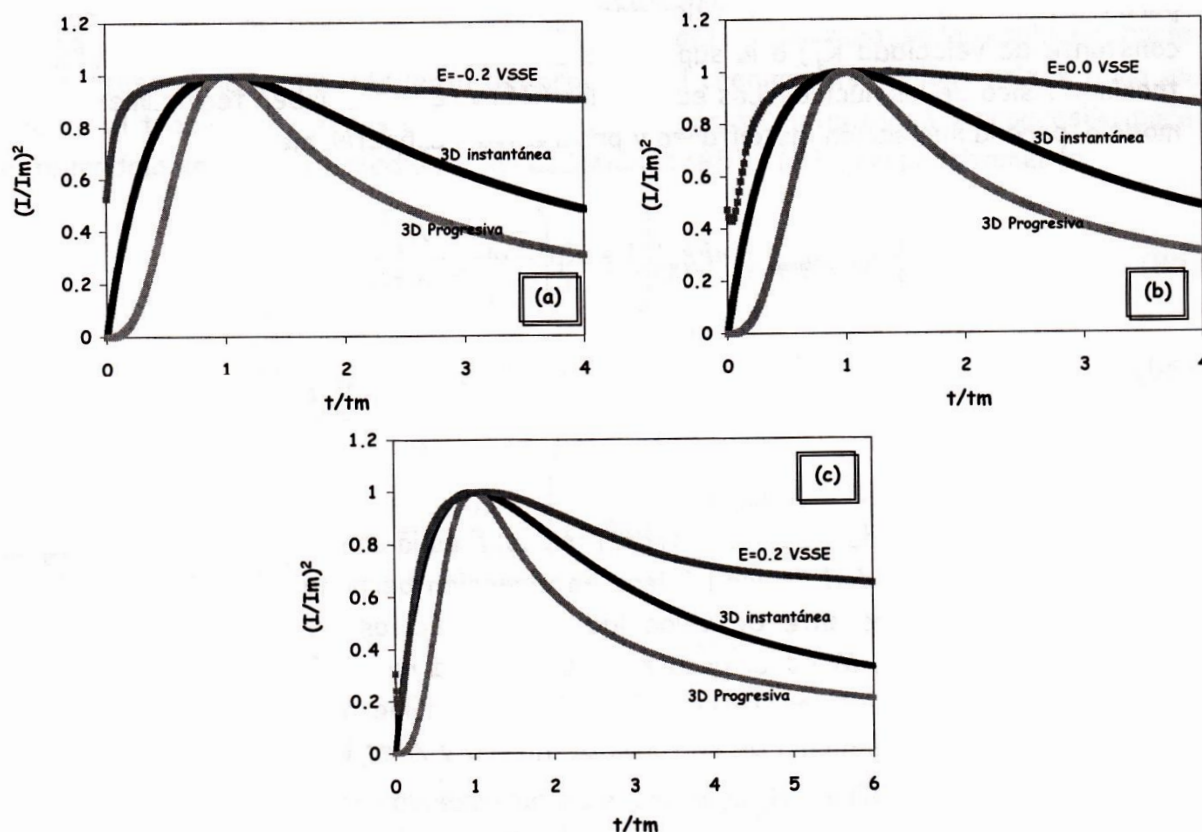 1.2
1
0.8
0.6
0.4
0.2
0
(I/Im)²
E=-0.2 VSSE
3D instantánea
3D Progresiva
(a)
0
1
2
3
4
t/tm
1.2
1
0.8
0.6
0.4
0.2
0
(I/Im)²
E=0.0 VSSE
3D instantánea
3D Progresiva
(b)
0
1
2
3
4
t/tm
1.2
1
0.8
0.6
0.4
0.2
0
(I/Im)²
(c)
E=0.2 VSSE
3D instantánea
3D Progresiva
0
1
2
3
4
5
6
t/tm